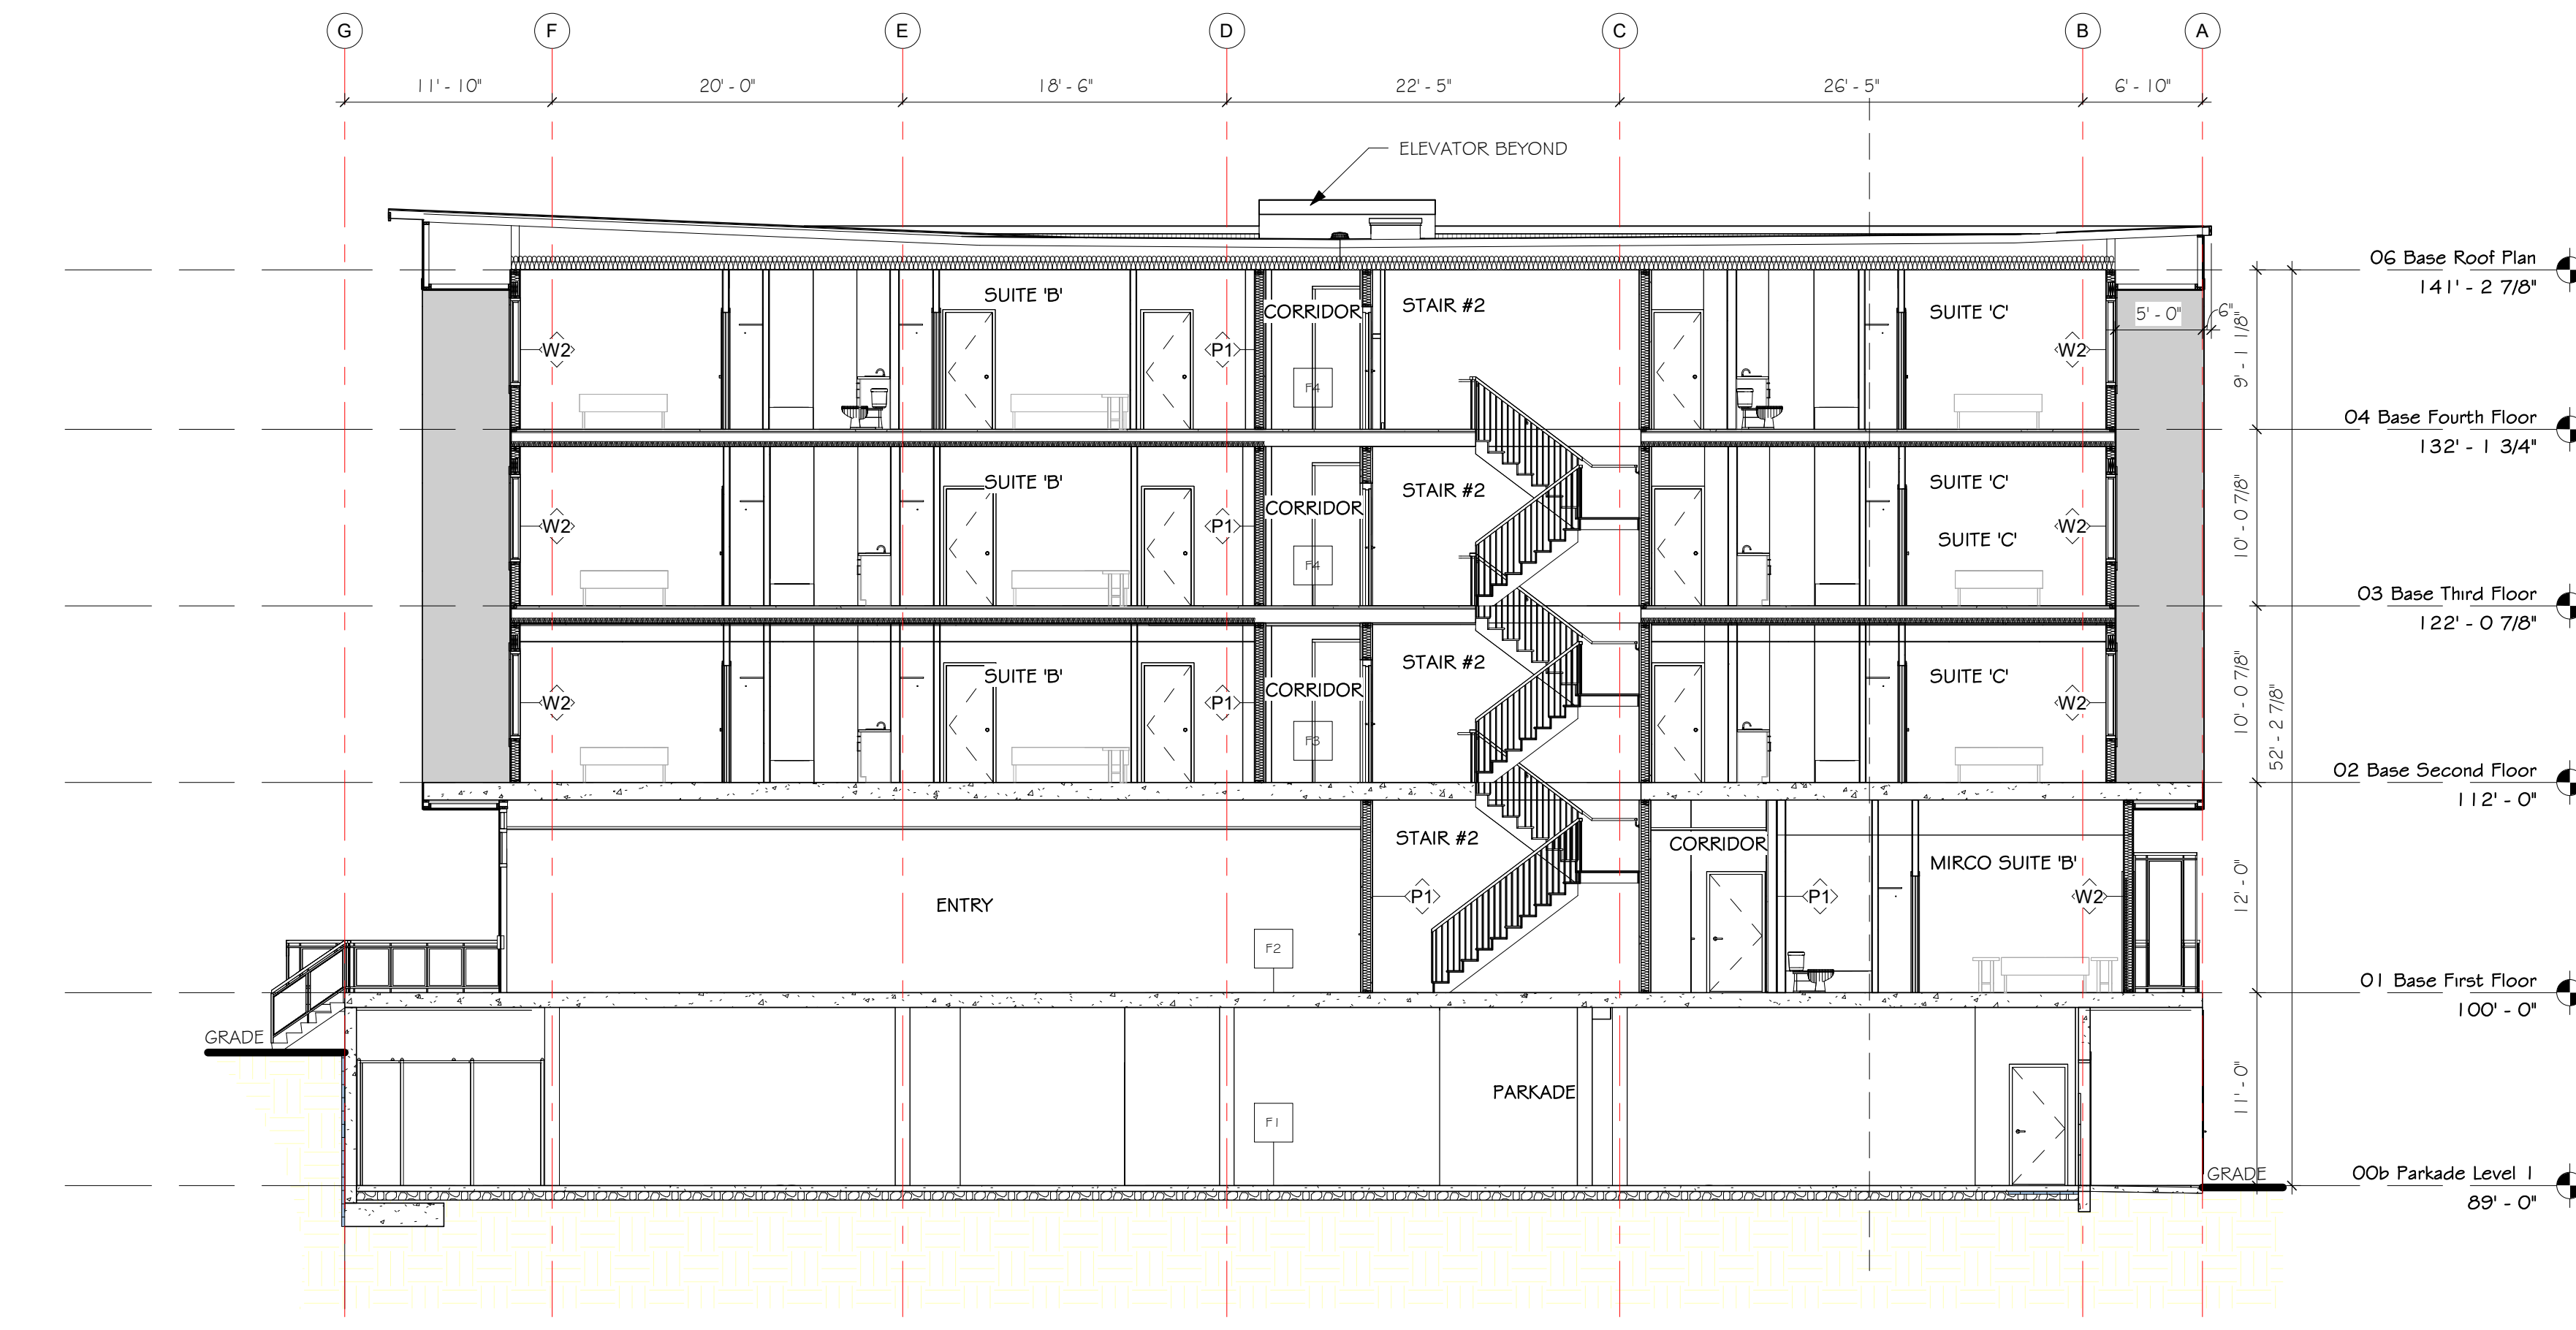 G F E D C B A
11' - 10" 20' - 0" 18' - 6" 22' - 5" 26' - 5" 6' - 10"
ELEVATOR BEYOND
06 Base Roof Plan
141' - 2 7/8"
SUITE 'B' CORRIDOR STAIR #2 SUITE 'C' 5' - 0" 6"
W2 P1 W2 9' - 1 1/8"
F4
04 Base Fourth Floor
132' - 1 3/4"
SUITE 'B' CORRIDOR STAIR #2 SUITE 'C'
W2 P1 W2 10' - 0 7/8"
SUITE 'C'
F4
03 Base Third Floor
122' - 0 7/8"
SUITE 'B' CORRIDOR STAIR #2 SUITE 'C'
W2 P1 W2 10' - 0 7/8" 52' - 2 7/8"
F3
02 Base Second Floor
112' - 0"
STAIR #2 CORRIDOR MIRCO SUITE 'B'
ENTRY P1 P1 W2 12' - 0"
F2
01 Base First Floor
100' - 0"
GRADE
PARKADE 11' - 0"
F1
GRADE 00b Parkade Level 1
89' - 0"